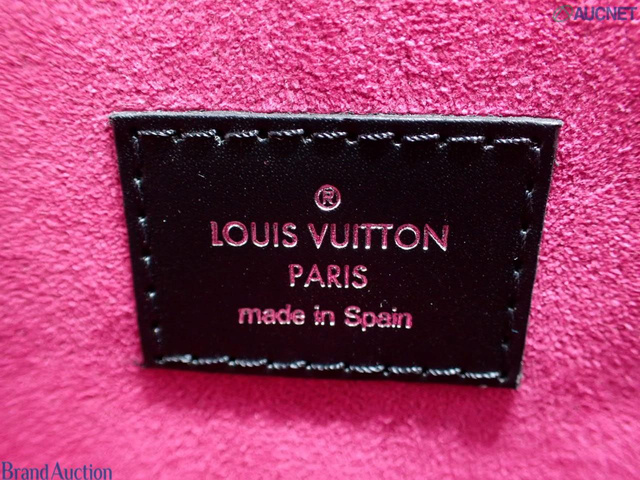 AUCNET
®
LOUIS VUITTON
PARIS
made in Spain
Brand Auction